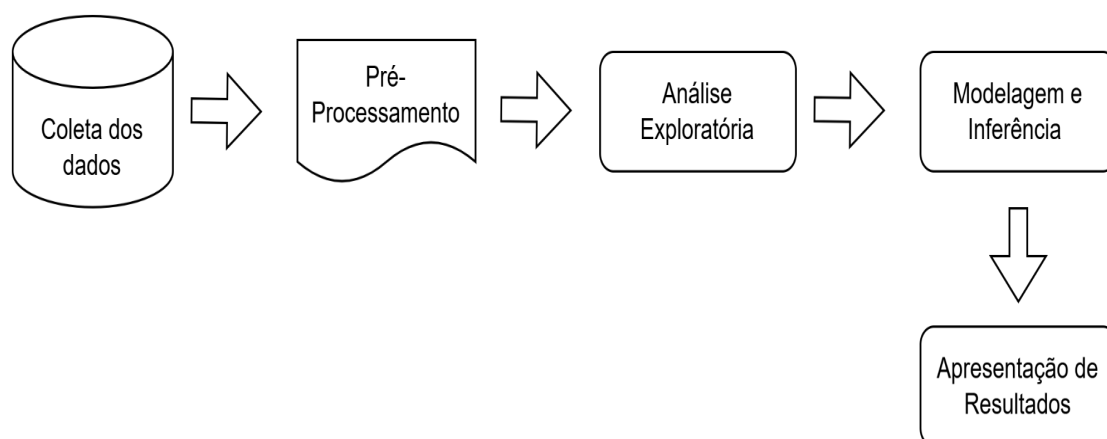 Coleta dos
dados
Pré-
Processamento
Análise
Exploratória
Modelagem e
Inferência
Apresentação de
Resultados